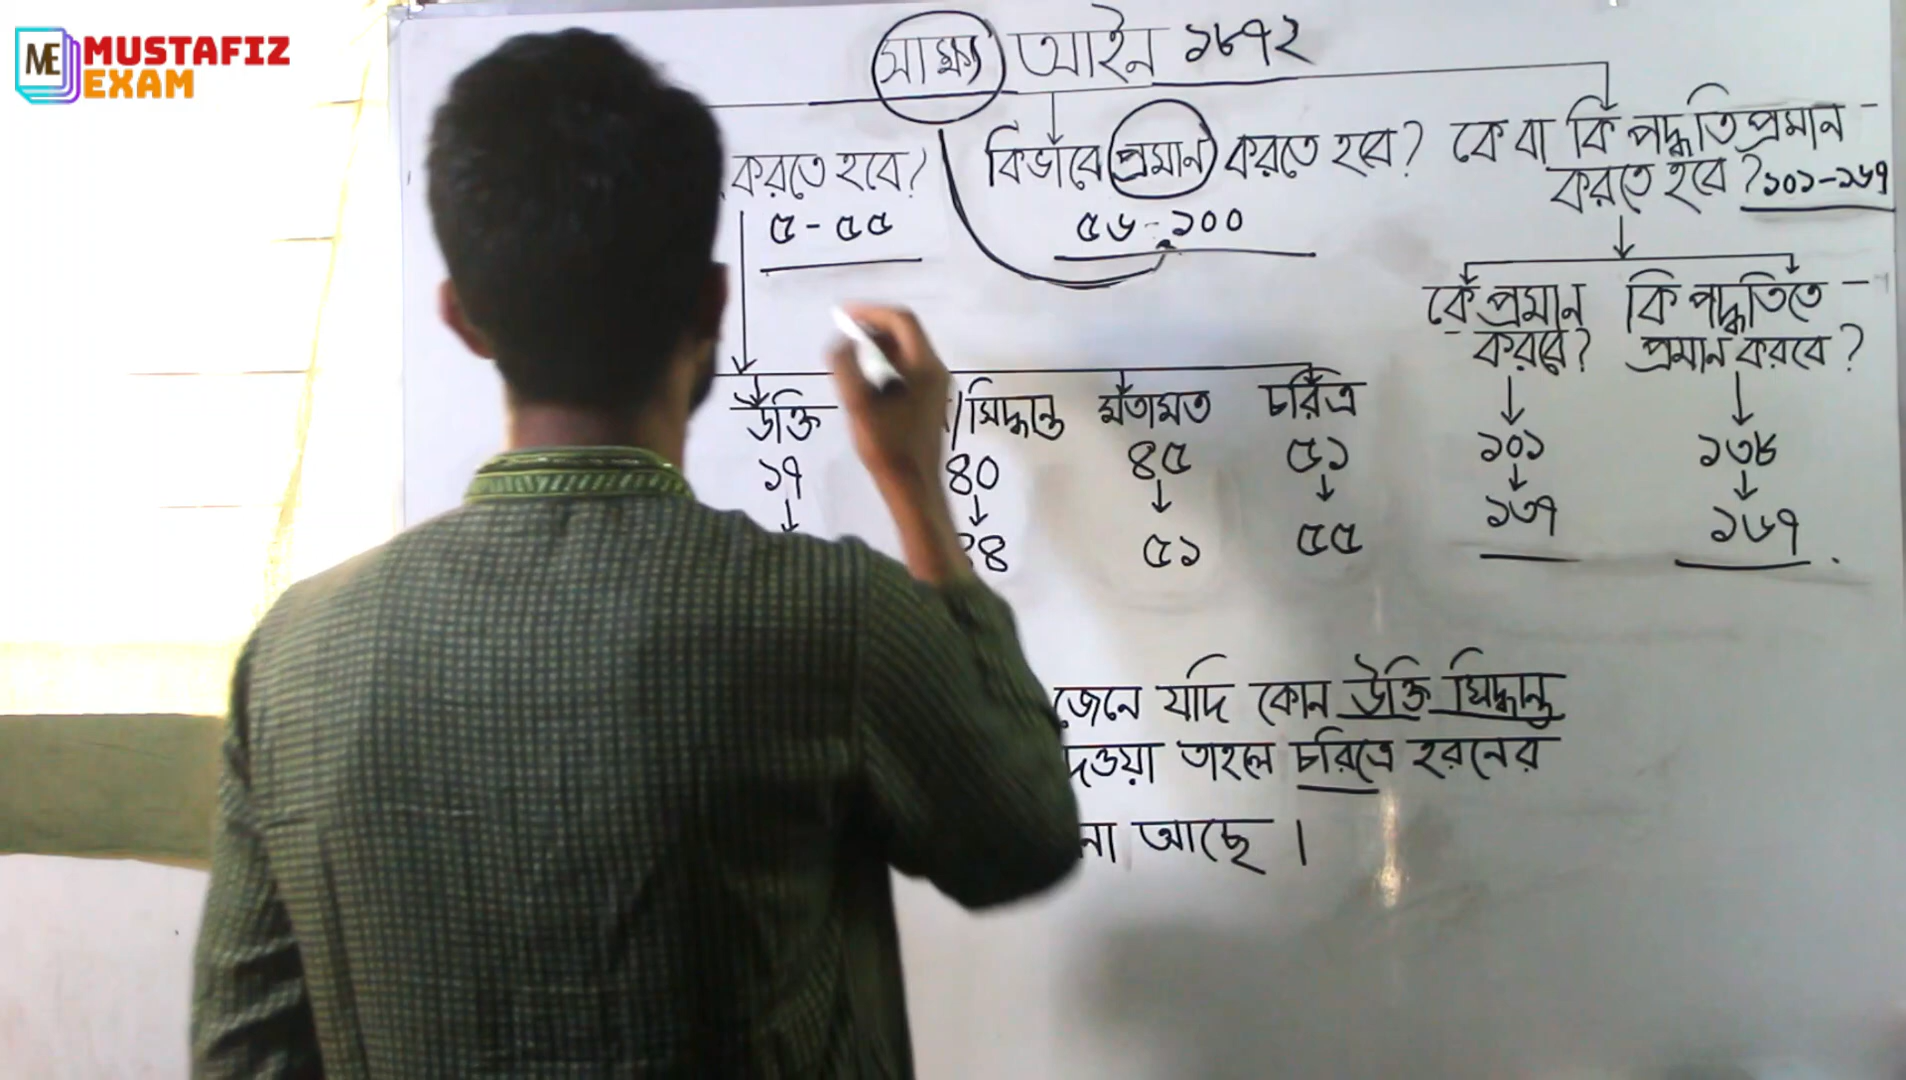 MUSTAFIZ
EXAM
ME
সাক্ষ্য আইন ১৮৭২
করতে হবে?
৫-৫৫
কিভাবে প্রমান করতে হবে?
৫৬-১০০
কে বা কি পদ্ধতি প্রমান
করতে হবে? ১০১-১৬৭
কে প্রমান
করবে?
১০১
১৩৭
কি পদ্ধতিতে
প্রমান করবে?
১৩৮
১৬৭
উক্তি
১৭
/সিদ্ধান্ত
৪০
৪
মতামত
৪৫
৫১
চরিত্র
৫১
৫৫
জেনে যদি কোন উক্তি সিদ্ধান্ত
তাহলে চরিত্রে হরনের
আছে।